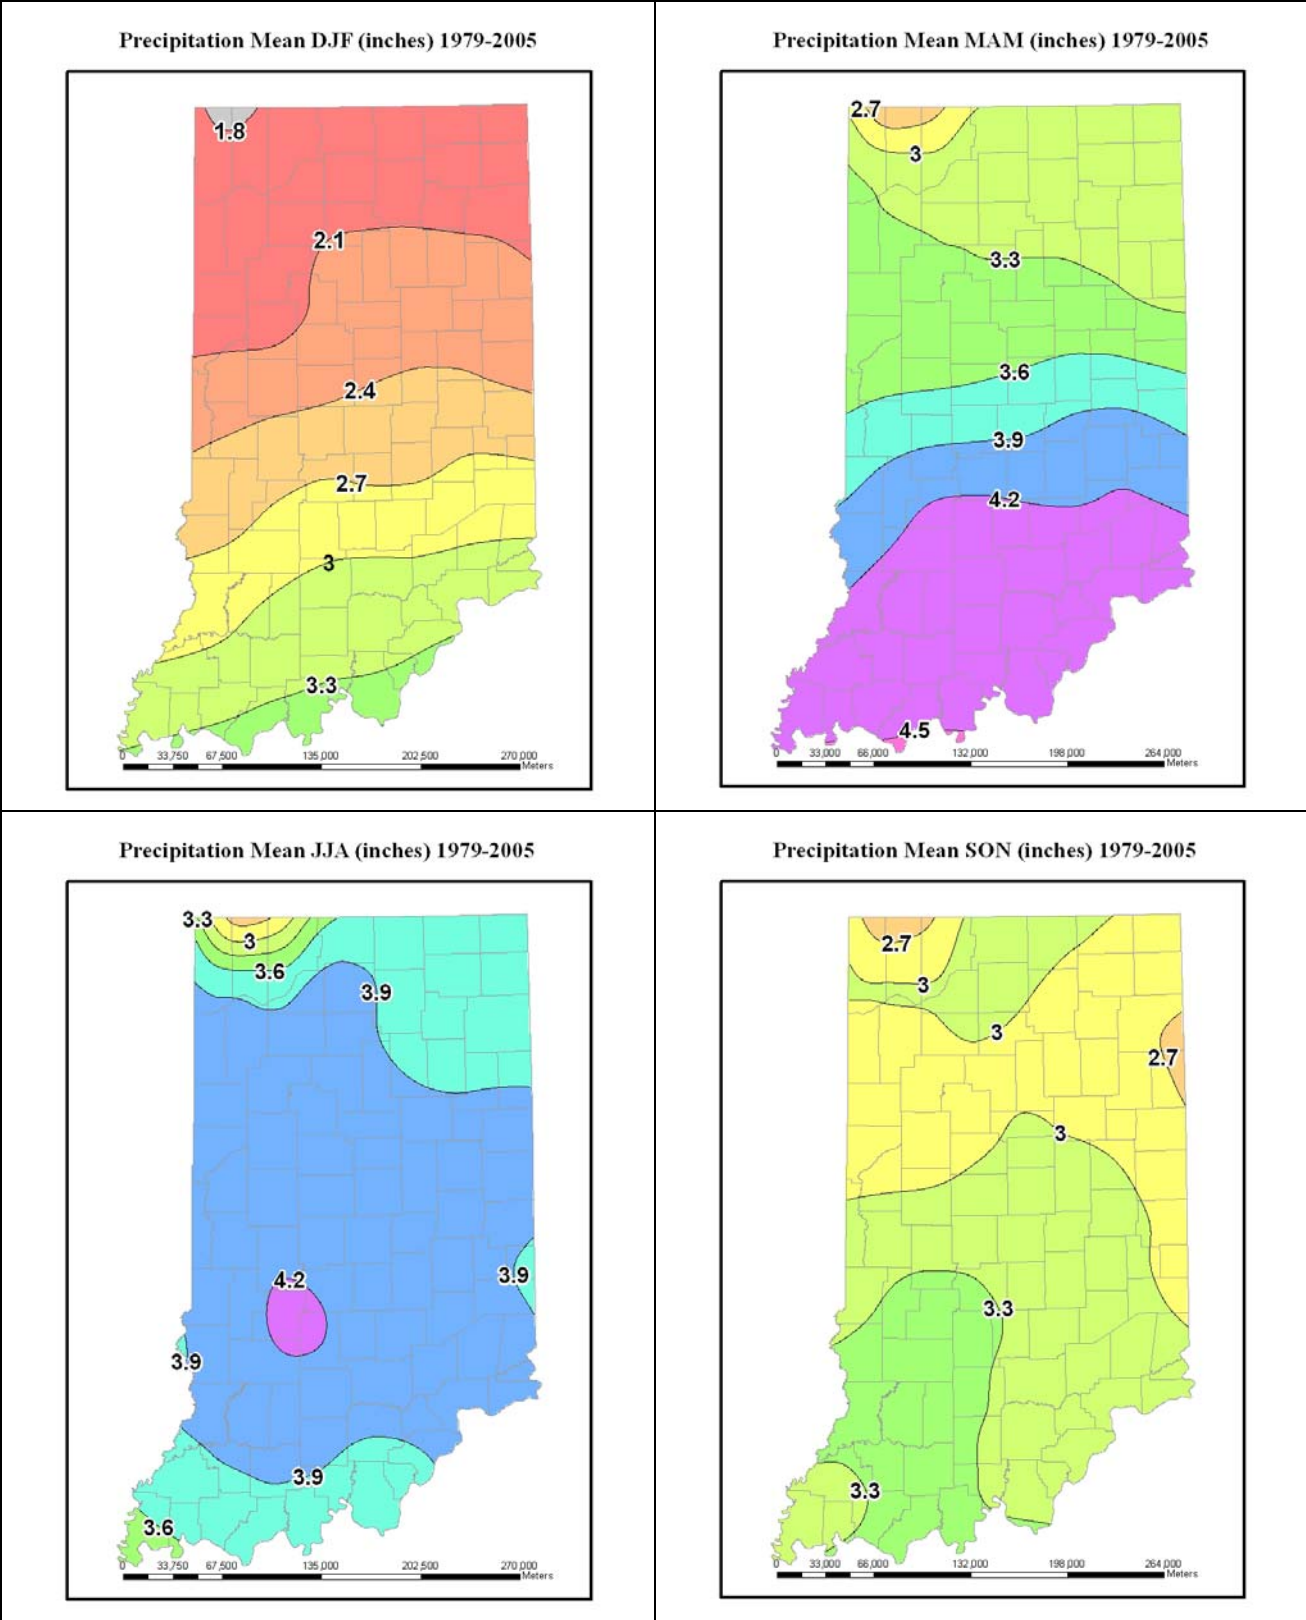 Precipitation Mean DJF (inches) 1979-2005
1.8
2.1
2.4
2.7
3
3.3
0 33,750 67,500 135,000 202,500 270,000
Meters
Precipitation Mean MAM (inches) 1979-2005
2.7
3
3.3
3.6
3.9
4.2
4.5
0 33,000 66,000 132,000 198,000 264,000
Meters
Precipitation Mean JJA (inches) 1979-2005
3.3
3
3.6
3.9
3.9
4.2
3.9
3.9
3.6
0 33,750 67,500 135,000 202,500 270,000
Meters
Precipitation Mean SON (inches) 1979-2005
2.7
3
3
2.7
3
3.3
3.3
0 33,000 66,000 132,000 198,000 264,000
Meters